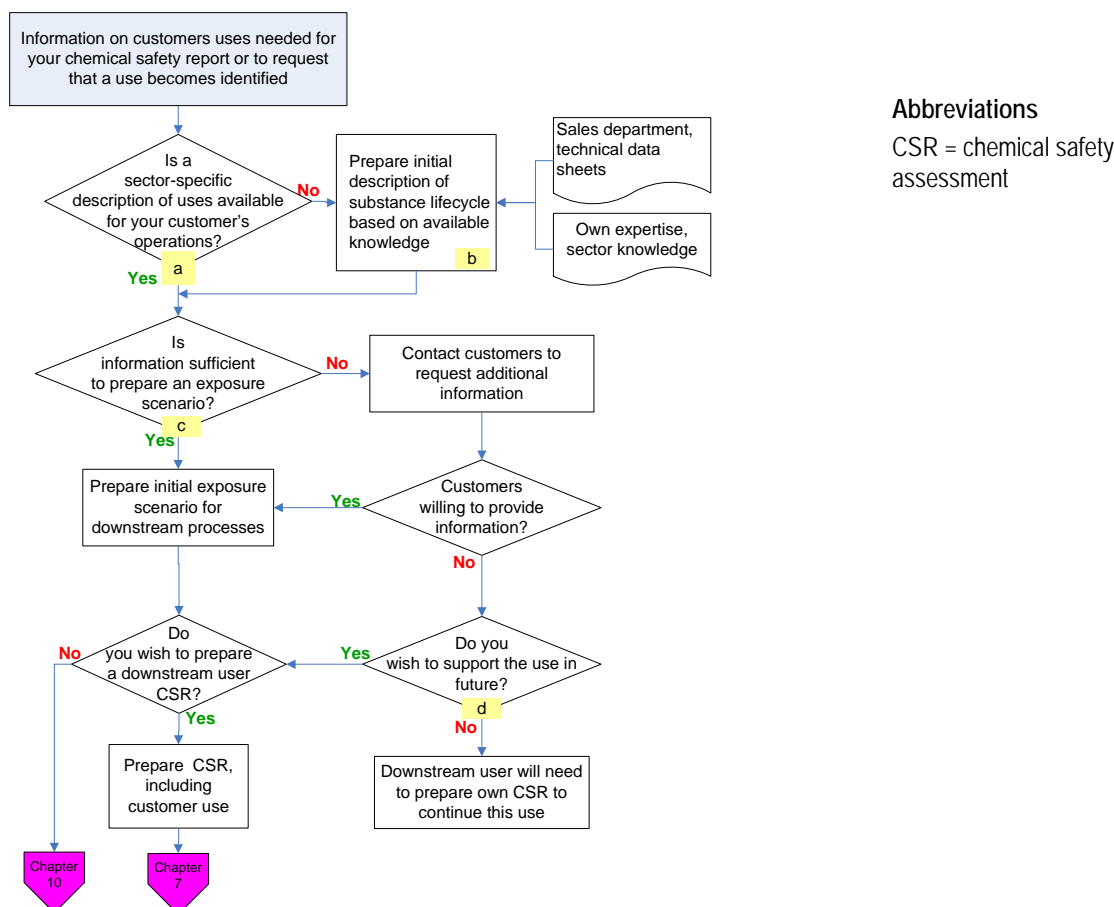 Information on customers uses needed for
your chemical safety report or to request
that a use becomes identified
Is a
sector-specific
description of uses available
for your customer's
operations?
a
No
Yes
Prepare initial
description of
substance lifecycle
based on available
knowledge
b
Sales department,
technical data
sheets
Own expertise,
sector knowledge
Abbreviations
CSR = chemical safety
assessment
Is
information sufficient
to prepare an exposure
scenario?
c
No
Yes
Contact customers to
request additional
information
Prepare initial exposure
scenario for
downstream processes
Yes
Customers
willing to provide
information?
No
Do
you wish to prepare
a downstream user
CSR?
No
Yes
Yes
Do you
wish to support the use in
future?
d
No
Prepare CSR,
including
customer use
Downstream user will need
to prepare own CSR to
continue this use
Chapter
10
Chapter
7